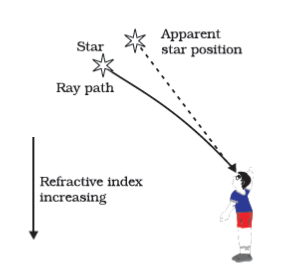 Apparent
star position
Star
Ray path
Refractive index
increasing